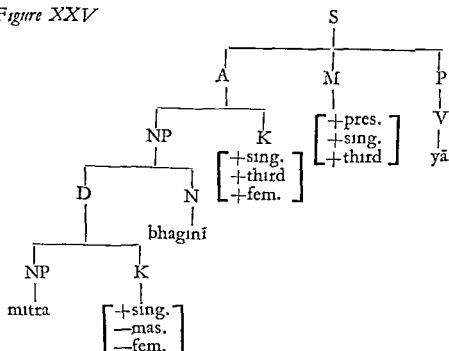 Figure XXV
S
A M P
NP K [+pres. +sing. +third] V
yā
D N [+sing. +third +fem.]
bhaginī
NP K
mitra [+sing. —mas. —fem.]